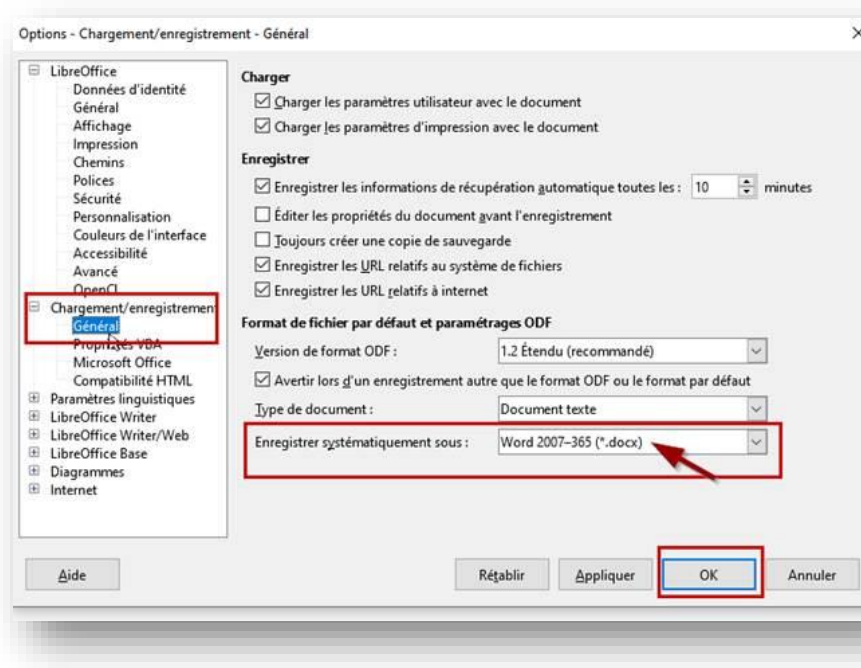 Options - Chargement/enregistrement - Général
LibreOffice
Données d'identité
Général
Affichage
Impression
Chemins
Polices
Sécurité
Personnalisation
Couleurs de l'interface
Accessibilité
Avancé
OpenCL
Chargement/enregistrement
Général
Propriétés VBA
Microsoft Office
Compatibilité HTML
Paramètres linguistiques
LibreOffice Writer
LibreOffice Writer/Web
LibreOffice Base
Diagrammes
Internet
Charger
Charger les paramètres utilisateur avec le document
Charger les paramètres d'impression avec le document
Enregistrer
Enregistrer les informations de récupération automatique toutes les : 10 minutes
Éditer les propriétés du document avant l'enregistrement
Toujours créer une copie de sauvegarde
Enregistrer les URL relatifs au système de fichiers
Enregistrer les URL relatifs à internet
Format de fichier par défaut et paramétrages ODF
Version de format ODF : 1.2 Étendu (recommandé)
Avertir lors d'un enregistrement autre que le format ODF ou le format par défaut
Type de document : Document texte
Enregistrer systématiquement sous : Word 2007–365 (*.docx)
Aide Rétablir Appliquer OK Annuler